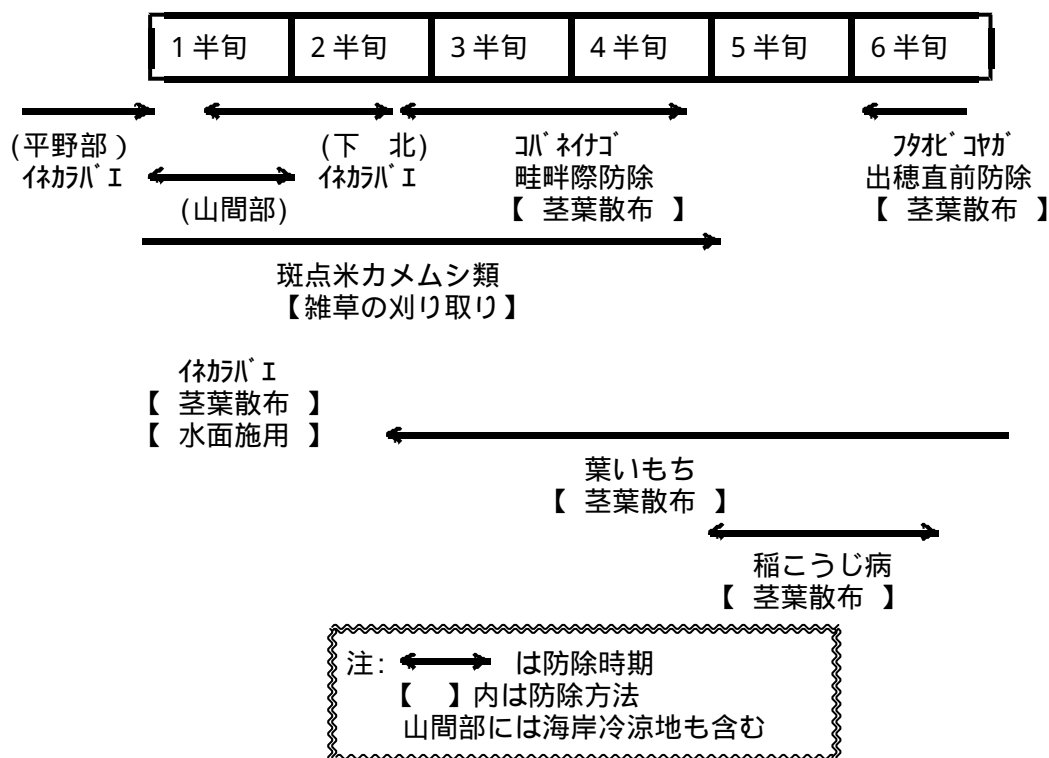 1半旬 2半旬 3半旬 4半旬 5半旬 6半旬
(平野部) (下 北) コバネイナゴ フタオビコヤガ
イネカラバエ イネカラバエ 畦畔際防除 出穂直前防除
(山間部) 【 茎葉散布 】 【 茎葉散布 】
斑点米カメムシ類
【雑草の刈り取り】
イネカラバエ
【 茎葉散布 】
【 水面施用 】
葉いもち
【 茎葉散布 】
稲こうじ病
【 茎葉散布 】
注: は防除時期
【 】内は防除方法
山間部には海岸冷涼地も含む